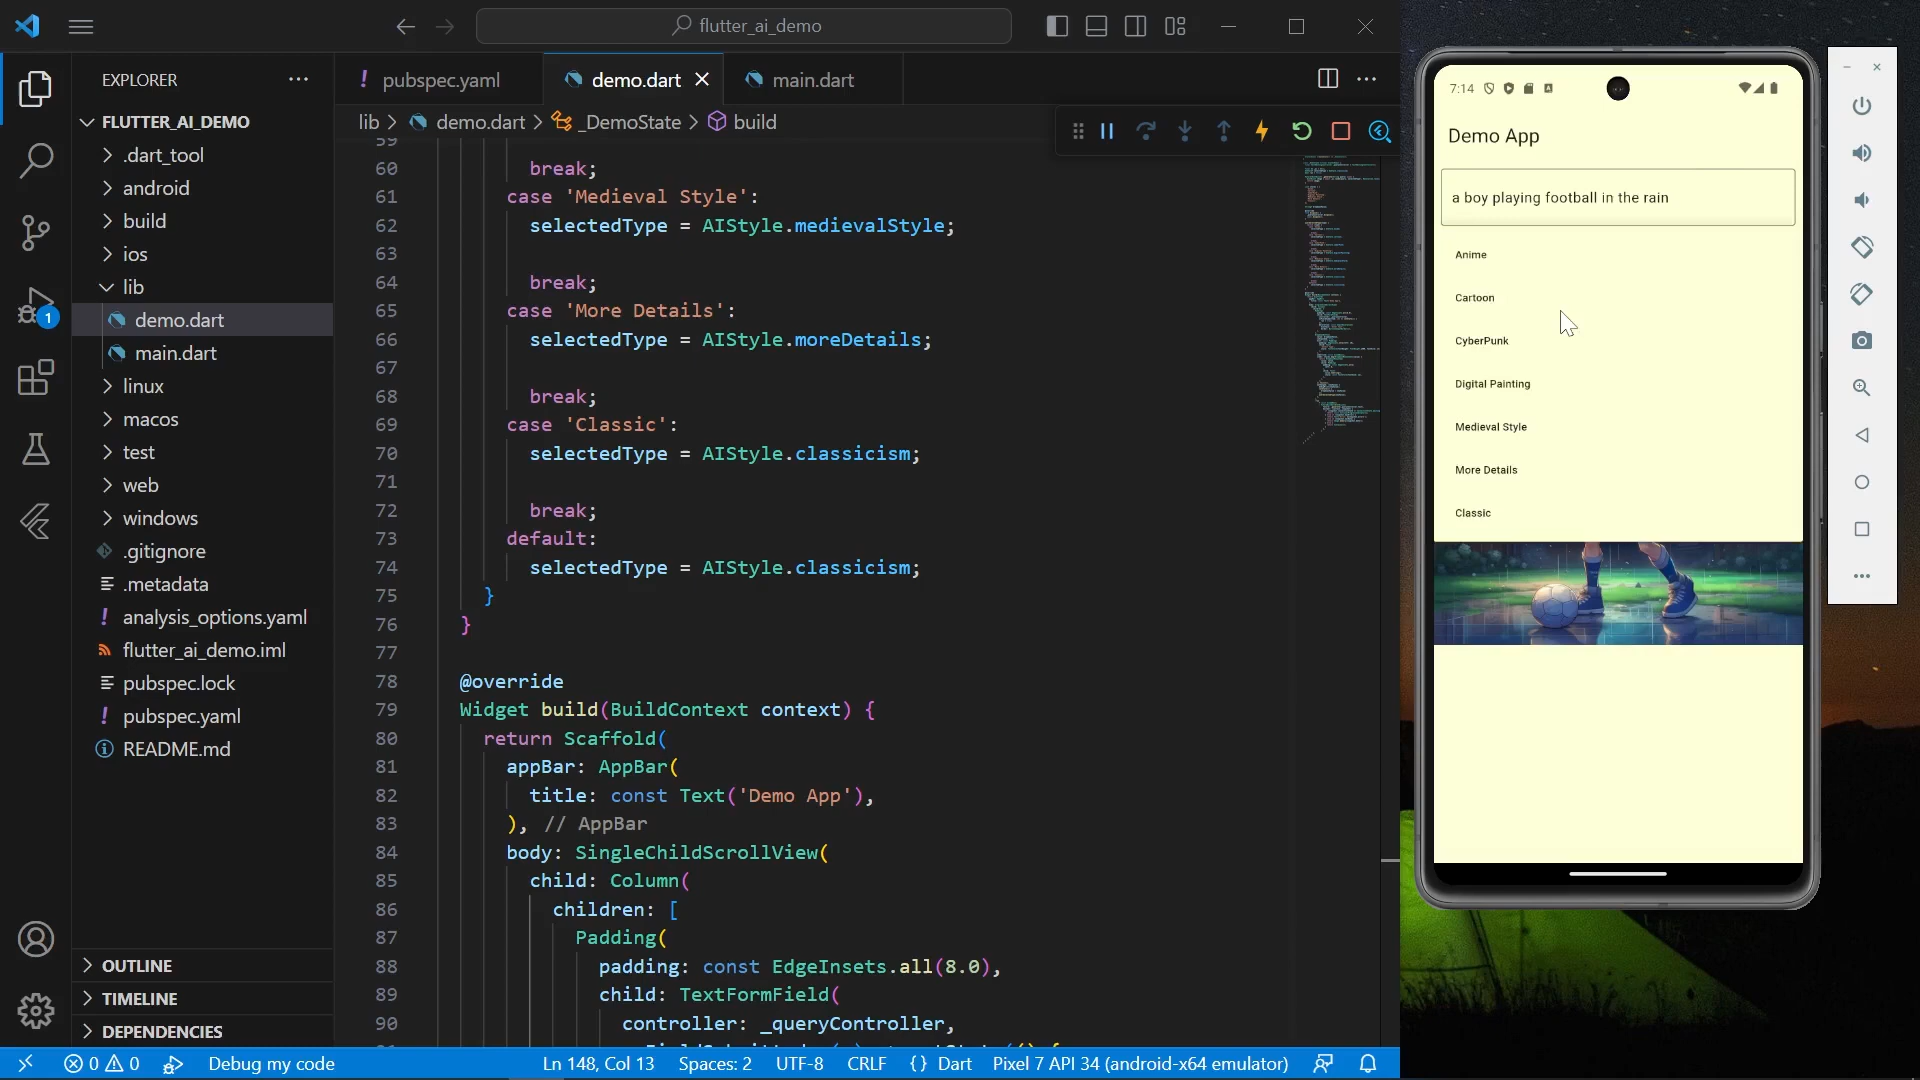 flutter_ai_demo
EXPLORER
FLUTTER_AI_DEMO
.dart_tool
android
build
ios
lib
demo.dart
main.dart
linux
macos
test
web
windows
.gitignore
.metadata
! analysis_options.yaml
flutter_ai_demo.iml
pubspec.lock
! pubspec.yaml
README.md
OUTLINE
TIMELINE
DEPENDENCIES
1
! pubspec.yaml
demo.dart
main.dart
lib > demo.dart > _DemoState > build
59
60 break;
61 case 'Medieval Style':
62 selectedType = AIStyle.medievalStyle;
63
64 break;
65 case 'More Details':
66 selectedType = AIStyle.moreDetails;
67
68 break;
69 case 'Classic':
70 selectedType = AIStyle.classicism;
71
72 break;
73 default:
74 selectedType = AIStyle.classicism;
75 }
76 }
77
78 @override
79 Widget build(BuildContext context) {
80 return Scaffold(
81 appBar: AppBar(
82 title: const Text('Demo App'),
83 ), // AppBar
84 body: SingleChildScrollView(
85 child: Column(
86 children: [
87 Padding(
88 padding: const EdgeInsets.all(8.0),
89 child: TextFormField(
90 controller: _queryController,
0 0 Debug my code Ln 148, Col 13 Spaces: 2 UTF-8 CRLF {} Dart Pixel 7 API 34 (android-x64 emulator)
7:14
Demo App
a boy playing football in the rain
Anime
Cartoon
CyberPunk
Digital Painting
Medieval Style
More Details
Classic